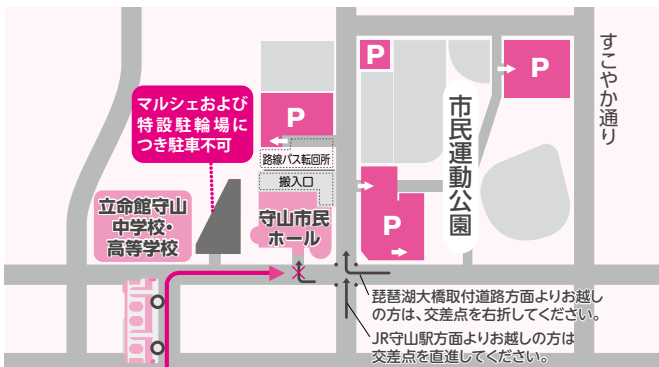 すこやか通り
P
P
P
P
マルシェおよび
特設駐輪場に
つき駐車不可
路線バス転回所
搬入口
市民運動公園
立命館守山
中学校・
高等学校
守山市民
ホール
琵琶湖大橋取付道路方面よりお越し
の方は、交差点を右折してください。
JR守山駅方面よりお越しの方は
交差点を直進してください。